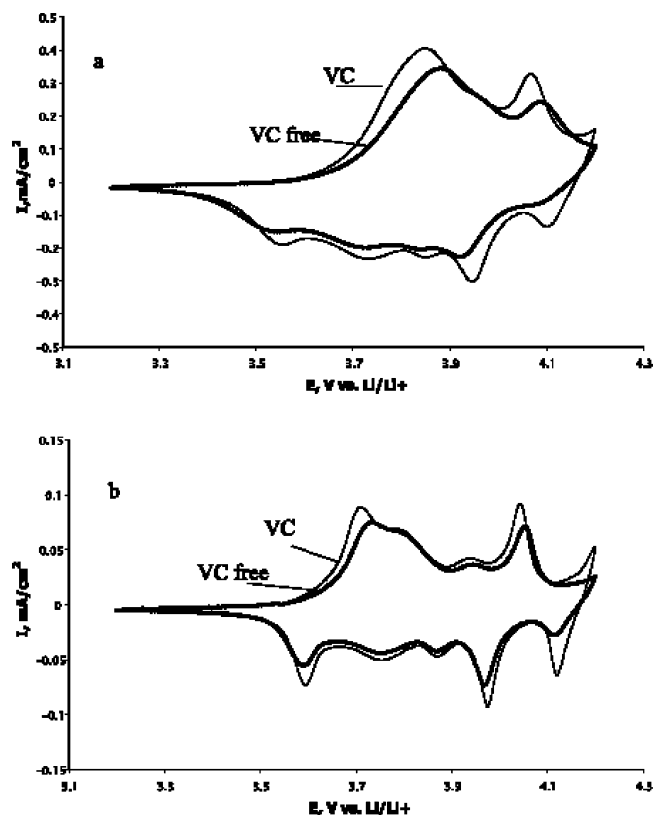 0.5
0.4
a
VC
0.3
0.2
VC free
0.1
0
-0.1
-0.2
-0.3
-0.4
-0.5
I,mA/cm²
3.1 3.3 3.5 3.7 3.9 4.1 4.3
E, V vs. Li/Li+
0.15
b
0.1
VC
0.05
VC free
0
-0.05
-0.1
-0.15
I, mA/cm²
3.1 3.3 3.5 3.7 3.9 4.1 4.3
E, V vs. Li/Li+